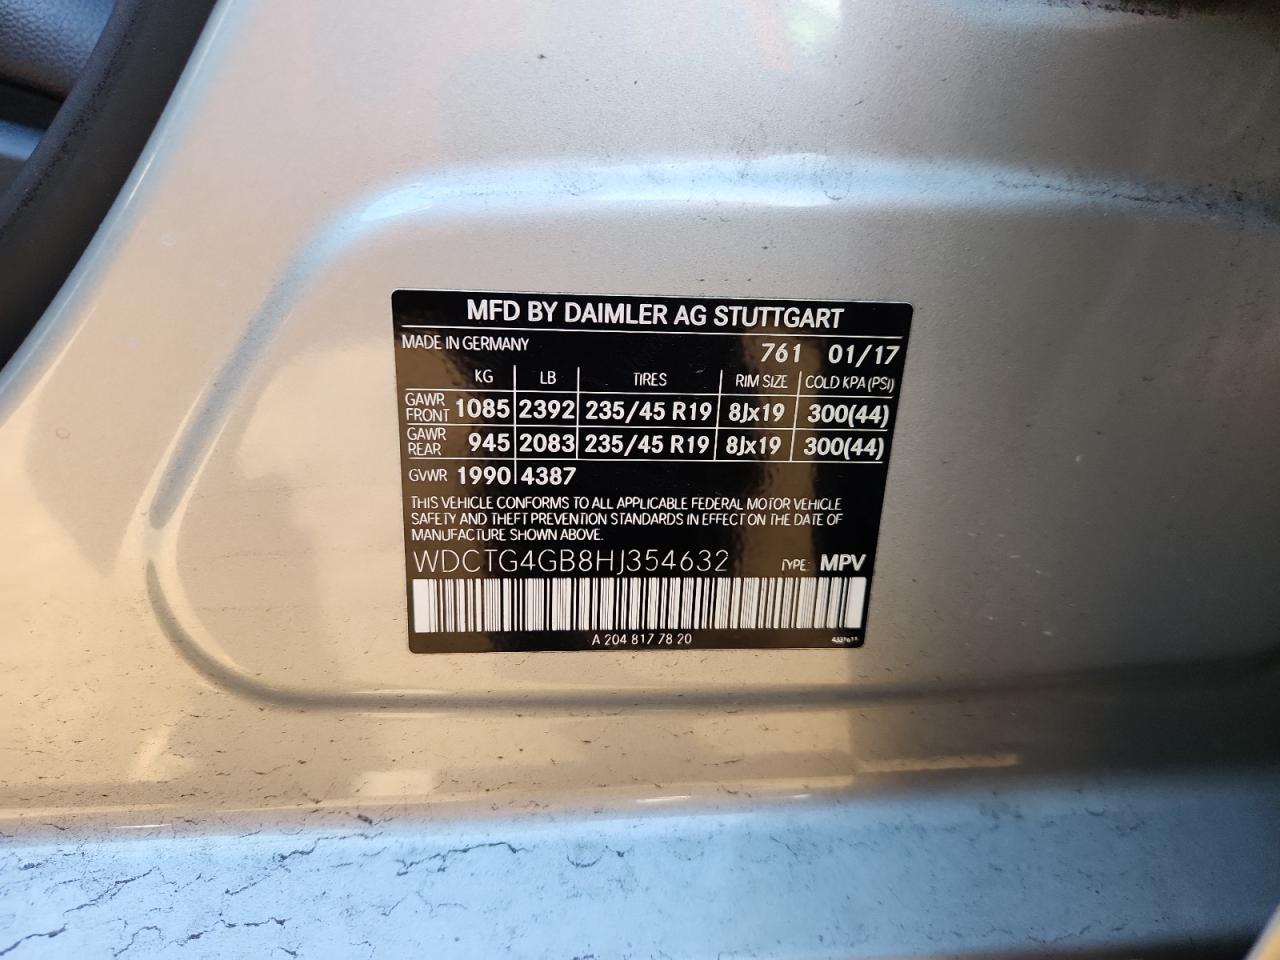 MFD BY DAIMLER AG STUTTGART
MADE IN GERMANY 761 01/17
KG LB TIRES RIM SIZE COLD KPA (PSI)
GAWR FRONT 1085 2392 235/45 R19 8Jx19 300(44)
GAWR REAR 945 2083 235/45 R19 8Jx19 300(44)
GVWR 1990 4387
THIS VEHICLE CONFORMS TO ALL APPLICABLE FEDERAL MOTOR VEHICLE
SAFETY AND THEFT PREVENTION STANDARDS IN EFFECT ON THE DATE OF
MANUFACTURE SHOWN ABOVE.
WDCTG4GB8HJ354632 TYPE: MPV
A 204 817 78 20